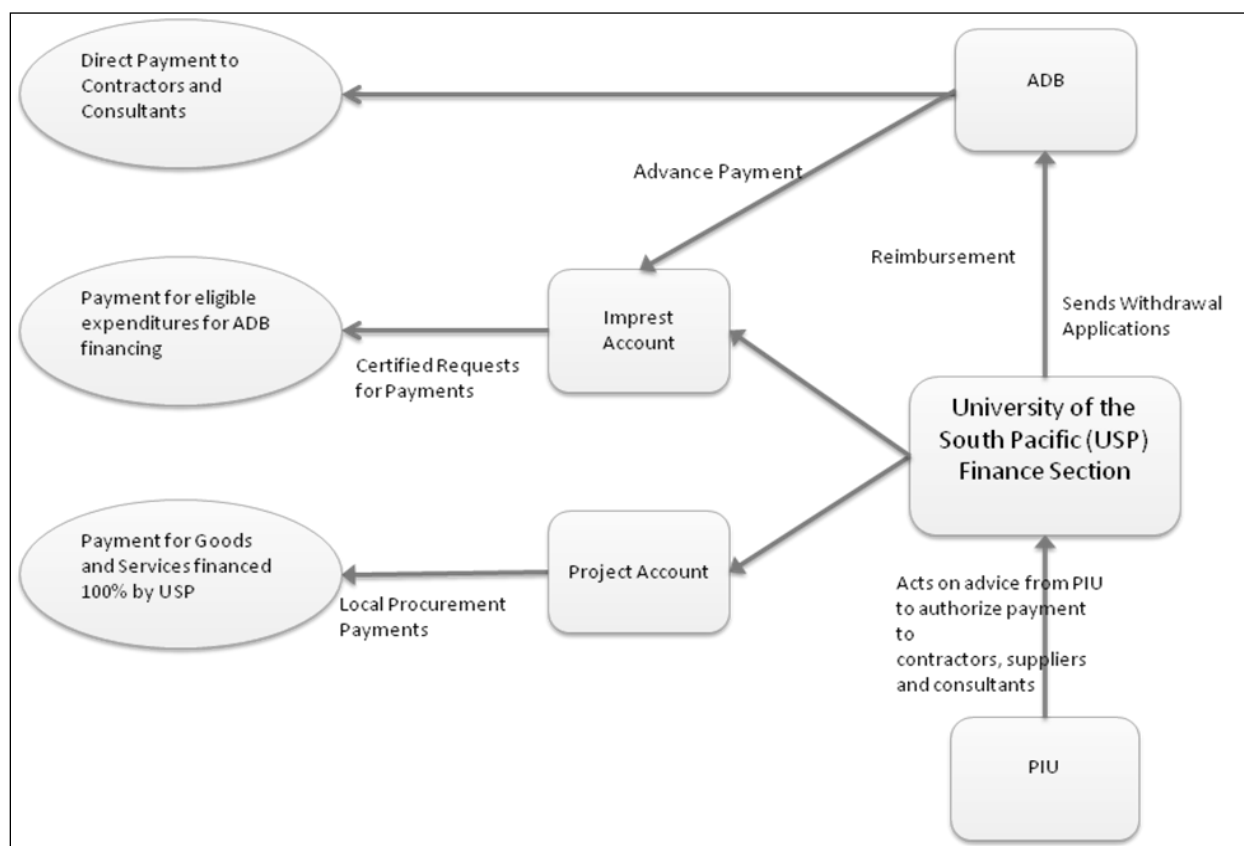 Direct Payment to
Contractors and
Consultants
ADB
Advance Payment
Reimbursement
Sends Withdrawal
Applications
Payment for eligible
expenditures for ADB
financing
Imprest
Account
Certified Requests
for Payments
University of the
South Pacific (USP)
Finance Section
Payment for Goods
and Services financed
100% by USP
Project Account
Local Procurement
Payments
Acts on advice from PIU
to authorize payment
to
contractors, suppliers
and consultants
PIU